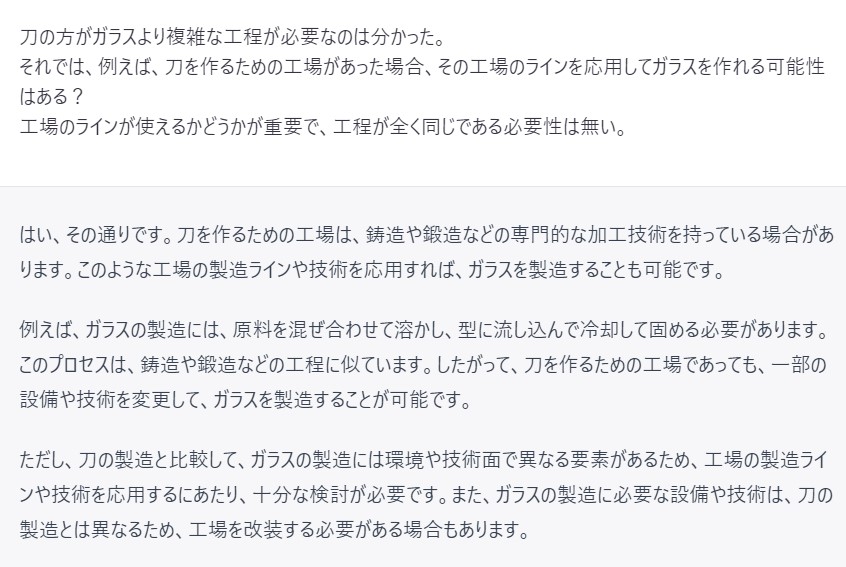 刀の方がガラスより複雑な工程が必要なのは分かった。
それでは、例えば、刀を作るための工場があった場合、その工場のラインを応用してガラスを作れる可能性
はある？
工場のラインが使えるかどうかが重要で、工程が全く同じである必要性は無い。
はい、その通りです。刀を作るための工場は、鋳造や鍛造などの専門的な加工技術を持っている場合があ
ります。このような工場の製造ラインや技術を応用すれば、ガラスを製造することも可能です。
例えば、ガラスの製造には、原料を混ぜ合わせて溶かし、型に流し込んで冷却して固める必要があります。
このプロセスは、鋳造や鍛造などの工程に似ています。したがって、刀を作るための工場であっても、一部の
設備や技術を変更して、ガラスを製造することが可能です。
ただし、刀の製造と比較して、ガラスの製造には環境や技術面で異なる要素があるため、工場の製造ライ
ンや技術を応用するにあたり、十分な検討が必要です。また、ガラスの製造に必要な設備や技術は、刀の
製造とは異なるため、工場を改装する必要がある場合もあります。